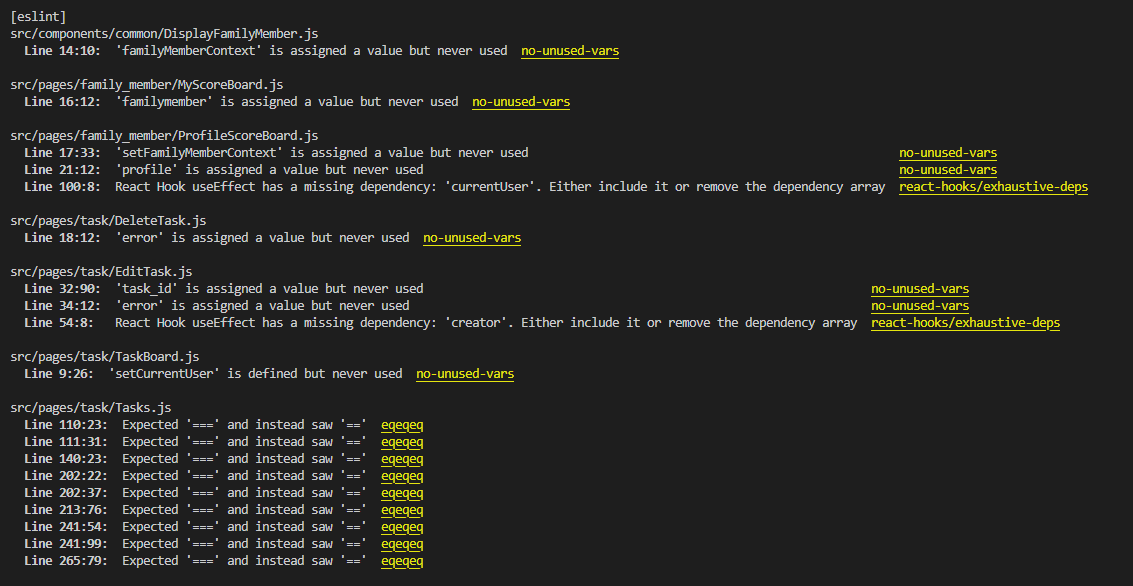 [eslint]
src/components/common/DisplayFamilyMember.js
Line 14:10: 'familyMemberContext' is assigned a value but never used no-unused-vars
src/pages/family_member/MyScoreBoard.js
Line 16:12: 'familymember' is assigned a value but never used no-unused-vars
src/pages/family_member/ProfileScoreBoard.js
Line 17:33: 'setFamilyMemberContext' is assigned a value but never used no-unused-vars
Line 21:12: 'profile' is assigned a value but never used no-unused-vars
Line 100:8: React Hook useEffect has a missing dependency: 'currentUser'. Either include it or remove the dependency array react-hooks/exhaustive-deps
src/pages/task/DeleteTask.js
Line 18:12: 'error' is assigned a value but never used no-unused-vars
src/pages/task/EditTask.js
Line 32:90: 'task_id' is assigned a value but never used no-unused-vars
Line 34:12: 'error' is assigned a value but never used no-unused-vars
Line 54:8: React Hook useEffect has a missing dependency: 'creator'. Either include it or remove the dependency array react-hooks/exhaustive-deps
src/pages/task/TaskBoard.js
Line 9:26: 'setCurrentUser' is defined but never used no-unused-vars
src/pages/task/Tasks.js
Line 110:23: Expected '===' and instead saw '==' eqeqeq
Line 111:31: Expected '===' and instead saw '==' eqeqeq
Line 140:23: Expected '===' and instead saw '==' eqeqeq
Line 202:22: Expected '===' and instead saw '==' eqeqeq
Line 202:37: Expected '===' and instead saw '==' eqeqeq
Line 213:76: Expected '===' and instead saw '==' eqeqeq
Line 241:54: Expected '===' and instead saw '==' eqeqeq
Line 241:99: Expected '===' and instead saw '==' eqeqeq
Line 265:79: Expected '===' and instead saw '==' eqeqeq